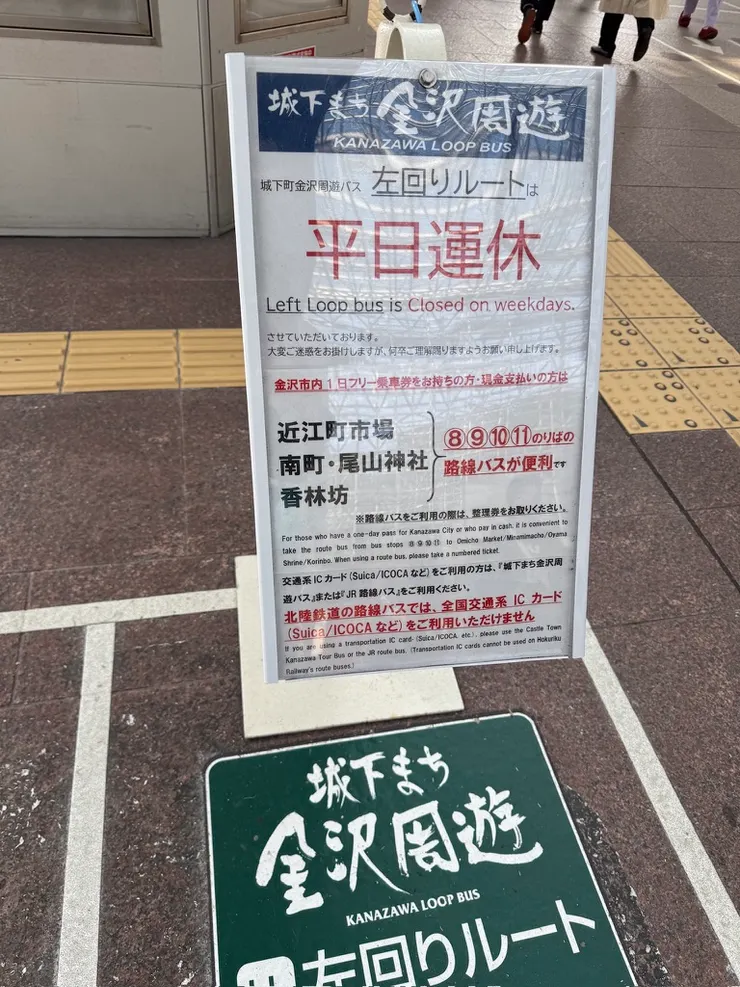 城下まち金沢周遊
KANAZAWA LOOP BUS
城下町金沢周遊バス 左回りルートは
平日運休
Left Loop bus is Closed on weekdays.
させていただいております。
大変ご迷惑をお掛けしますが、何卒ご理解賜りますようお願い申し上げます。
金沢市内1日フリー乗車券をお持ちの方・現金支払いの方は
近江町市場
南町・尾山神社
香林坊
⑧⑨⑩⑪のりばの
路線バスが便利です
※路線バスをご利用の際は、整理券をお取りください。
For those who have a one-day pass for Kanazawa City or who pay in cash, it is convenient to
take the route bus from bus stops ⑧⑨⑩⑪ to Omicho Market/Minamimacho/Oyama
Shrine/Korinbo. When using a route bus, please take a numbered ticket.
交通系ICカード(Suica/ICOCAなど)をご利用の方は、『城下まち金沢周
遊バス』または『JR路線バス』をご利用ください。
北陸鉄道の路線バスでは、全国交通系 IC カード
(Suica/ICOCAなど)をご利用いただけません
If you are using a transportation IC card (Suica/ICOCA, etc.), please use the Castle Town
Kanazawa Tour Bus or the JR route bus. (Transportation IC cards cannot be used on Hokuriku
Railway's route buses.)
城下まち
金沢周遊
KANAZAWA LOOP BUS
左回りルート